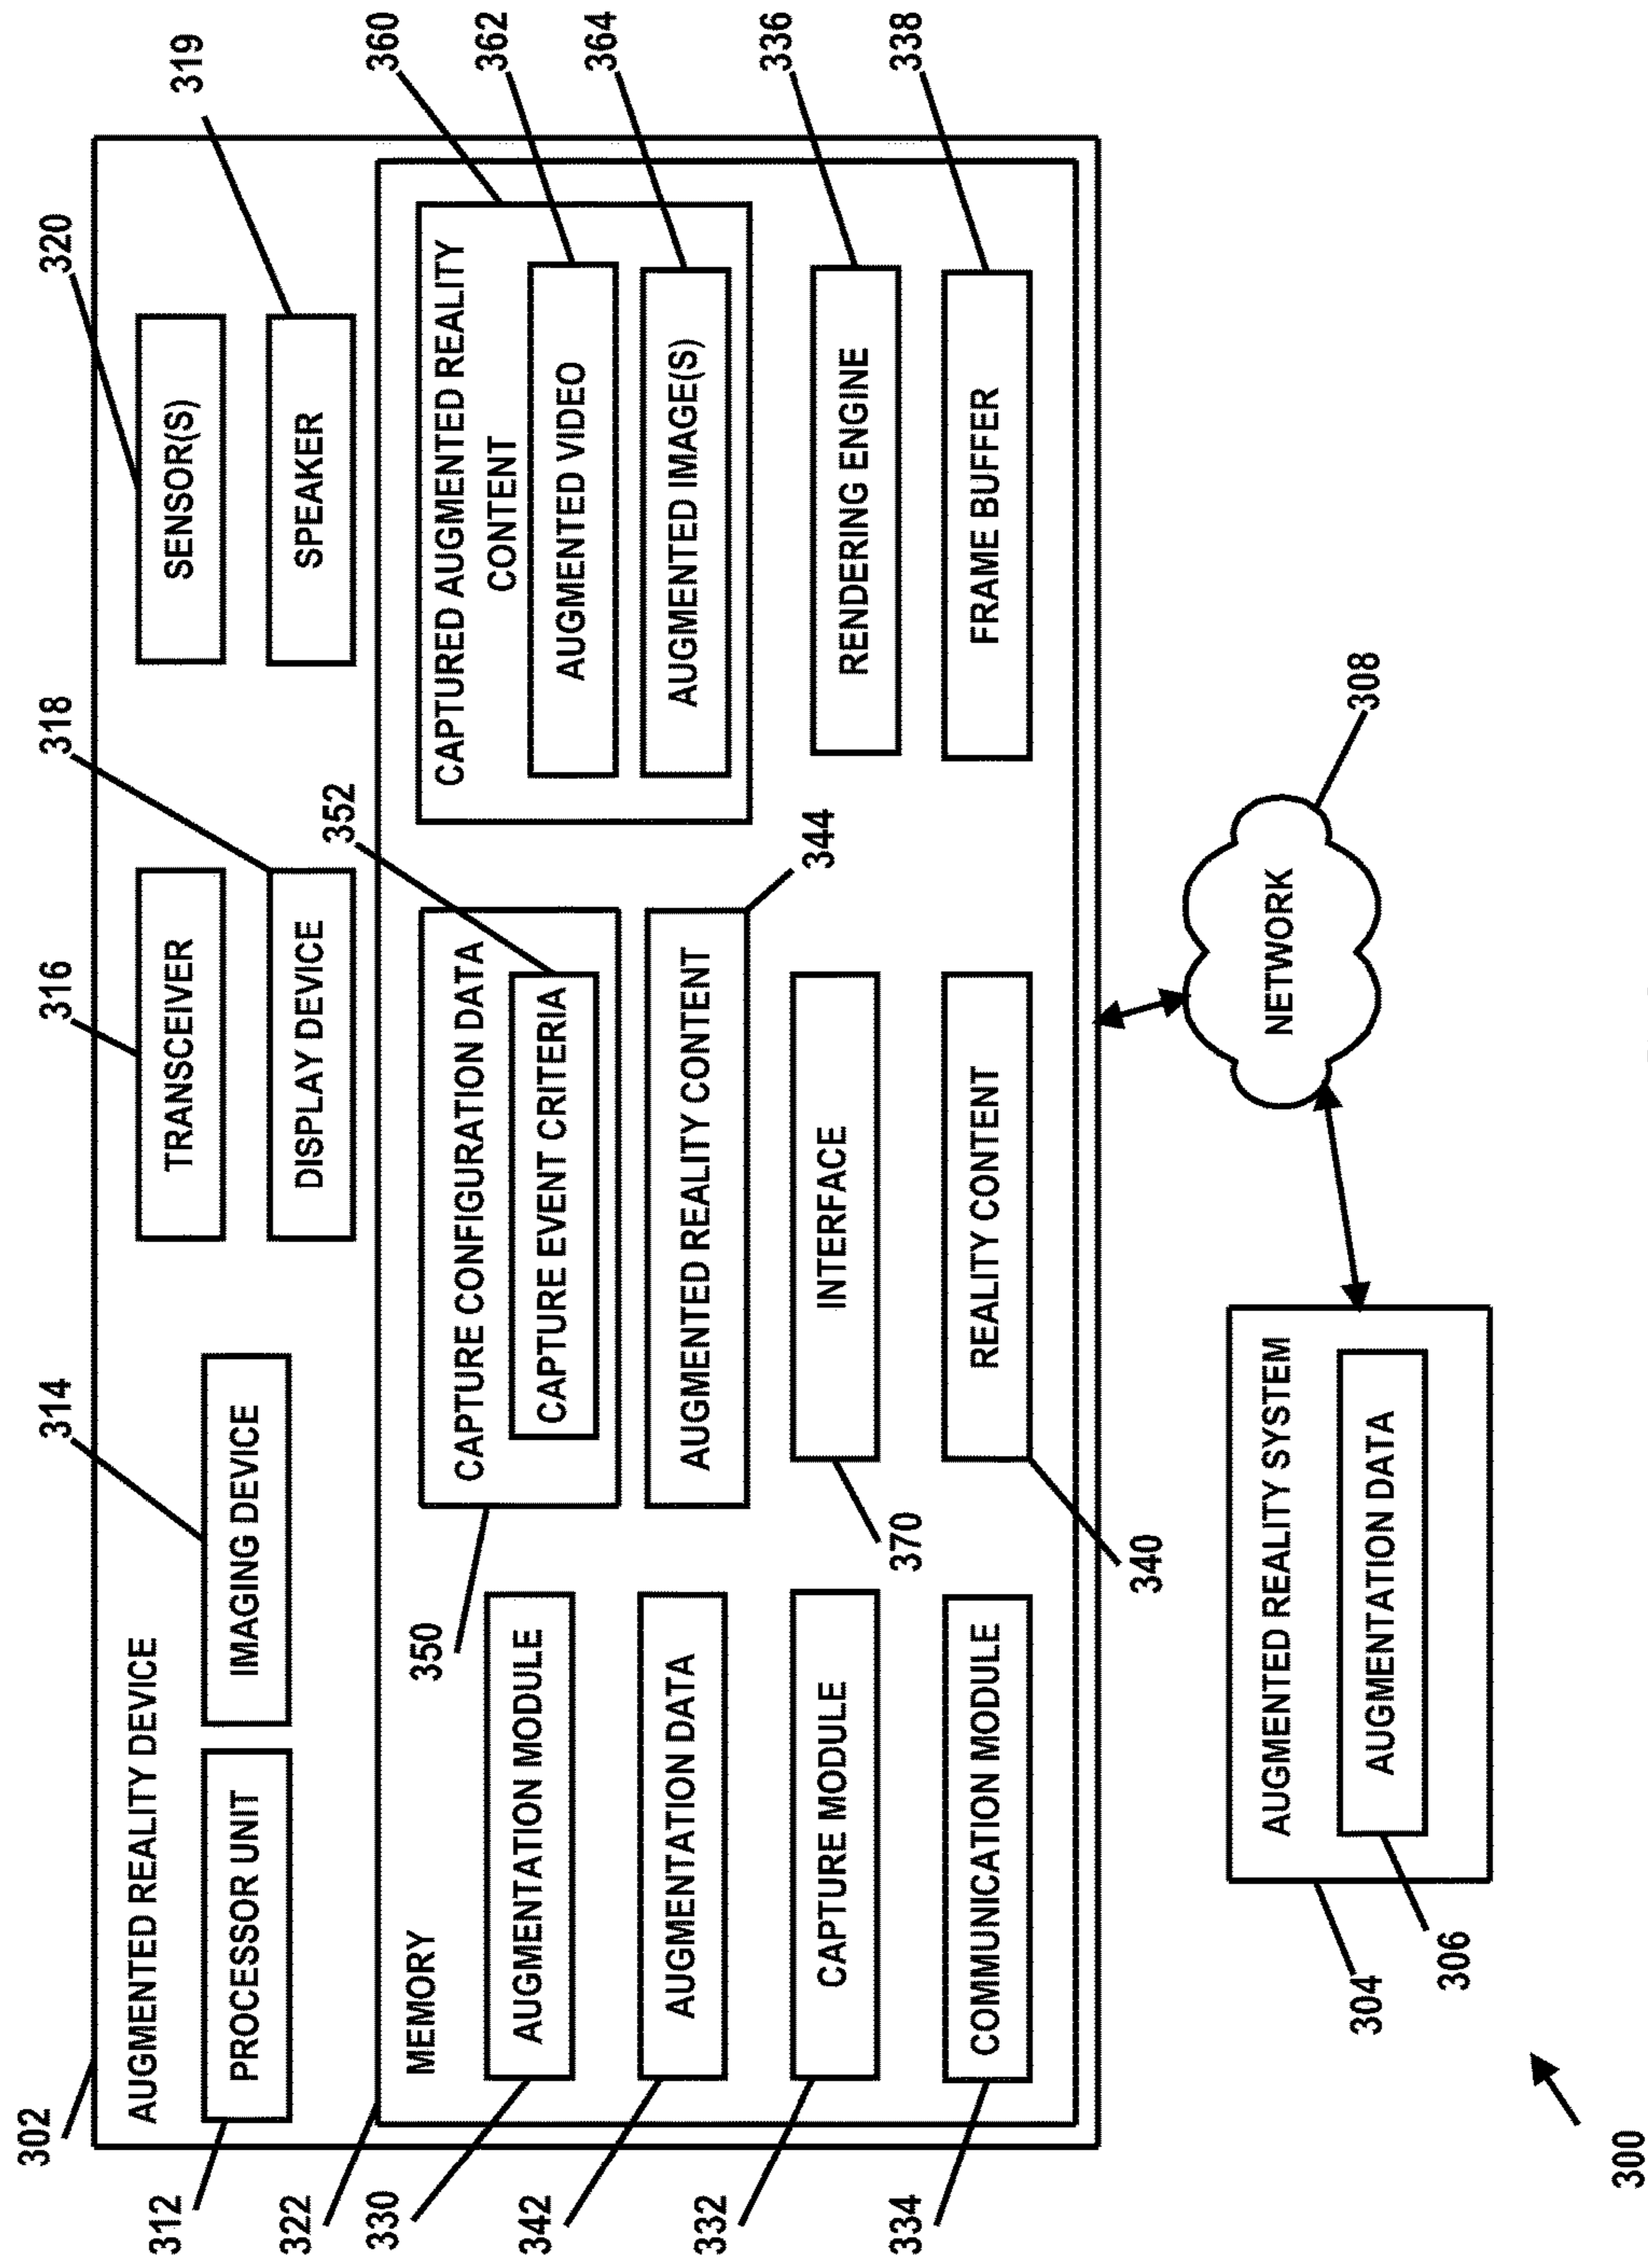 302
AUGMENTED REALITY DEVICE
312
PROCESSOR UNIT
314
IMAGING DEVICE
316
TRANSCEIVER
318
DISPLAY DEVICE
320
SENSOR(S)
319
SPEAKER
322
MEMORY
330
AUGMENTATION MODULE
342
AUGMENTATION DATA
332
CAPTURE MODULE
334
COMMUNICATION MODULE
350
CAPTURE CONFIGURATION DATA
352
CAPTURE EVENT CRITERIA
344
AUGMENTED REALITY CONTENT
370
INTERFACE
340
REALITY CONTENT
360
CAPTURED AUGMENTED REALITY
CONTENT
362
AUGMENTED VIDEO
364
AUGMENTED IMAGE(S)
336
RENDERING ENGINE
338
FRAME BUFFER
308
NETWORK
304
AUGMENTED REALITY SYSTEM
306
AUGMENTATION DATA
300